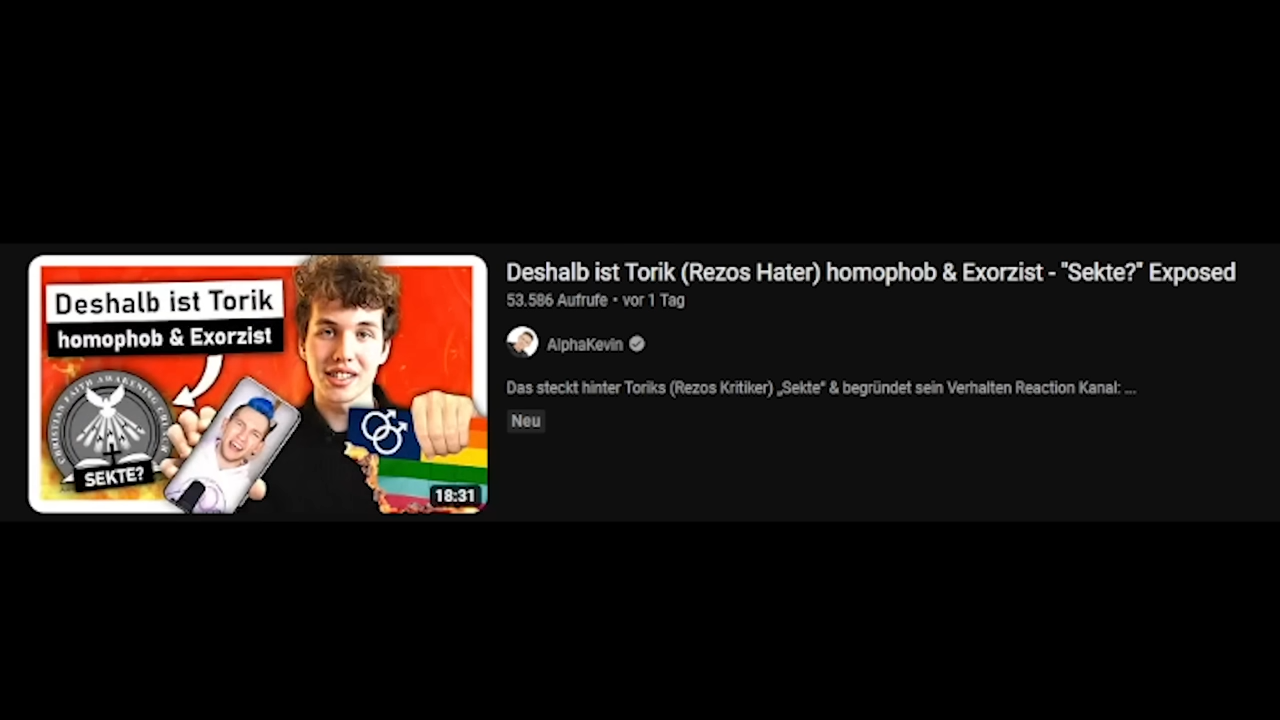 Deshalb ist Torik
homophob & Exorzist
CHRISTIAN FAITH AWAKENING CHURCH
SEKTE?
18:31
Deshalb ist Torik (Rezos Hater) homophob & Exorzist - "Sekte?" Exposed
53.586 Aufrufe • vor 1 Tag
AlphaKevin
Das steckt hinter Toriks (Rezos Kritiker) „Sekte“ & begründet sein Verhalten Reaction Kanal: ...
Neu